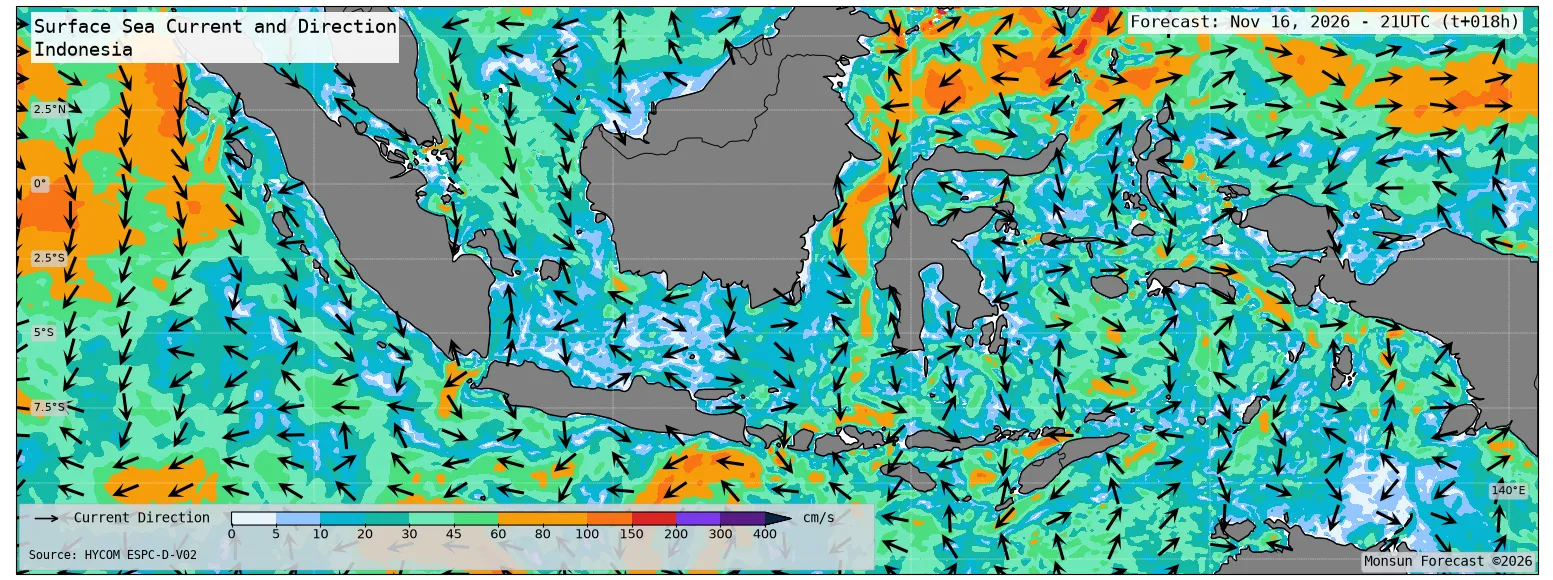 Surface Sea Current and Direction
Indonesia
Forecast: Nov 16, 2026 - 21UTC (t+018h)
2.5°N
0°
2.5°S
5°S
7.5°S
140°E
Current Direction
0 5 10 20 30 45 60 80 100 150 200 300 400 cm/s
Source: HYCOM ESPC-D-V02
Monsun Forecast ©2026